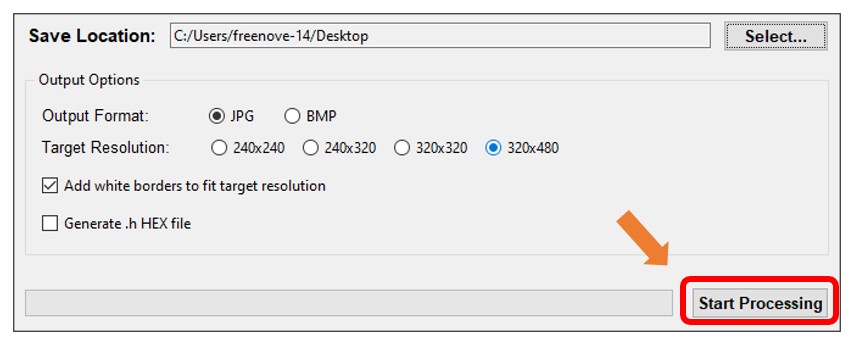 Save Location: C:/Users/freenove-14/Desktop Select...
Output Options
Output Format: JPG BMP
Target Resolution: 240x240 240x320 320x320 320x480
Add white borders to fit target resolution
Generate .h HEX file
Start Processing